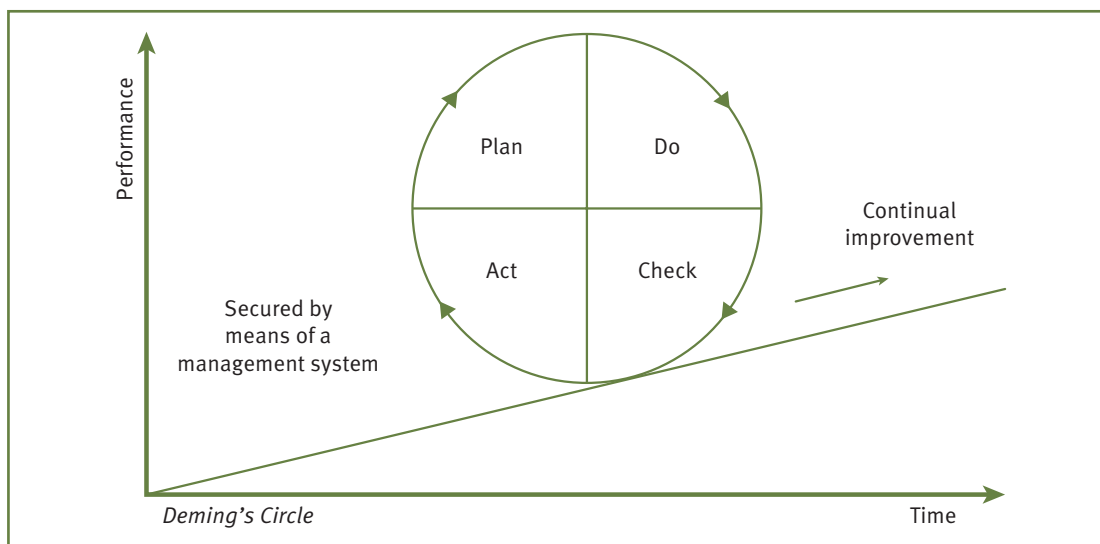 Performance
Plan
Do
Act
Check
Continual
improvement
Secured by
means of a
management system
Deming’s Circle
Time